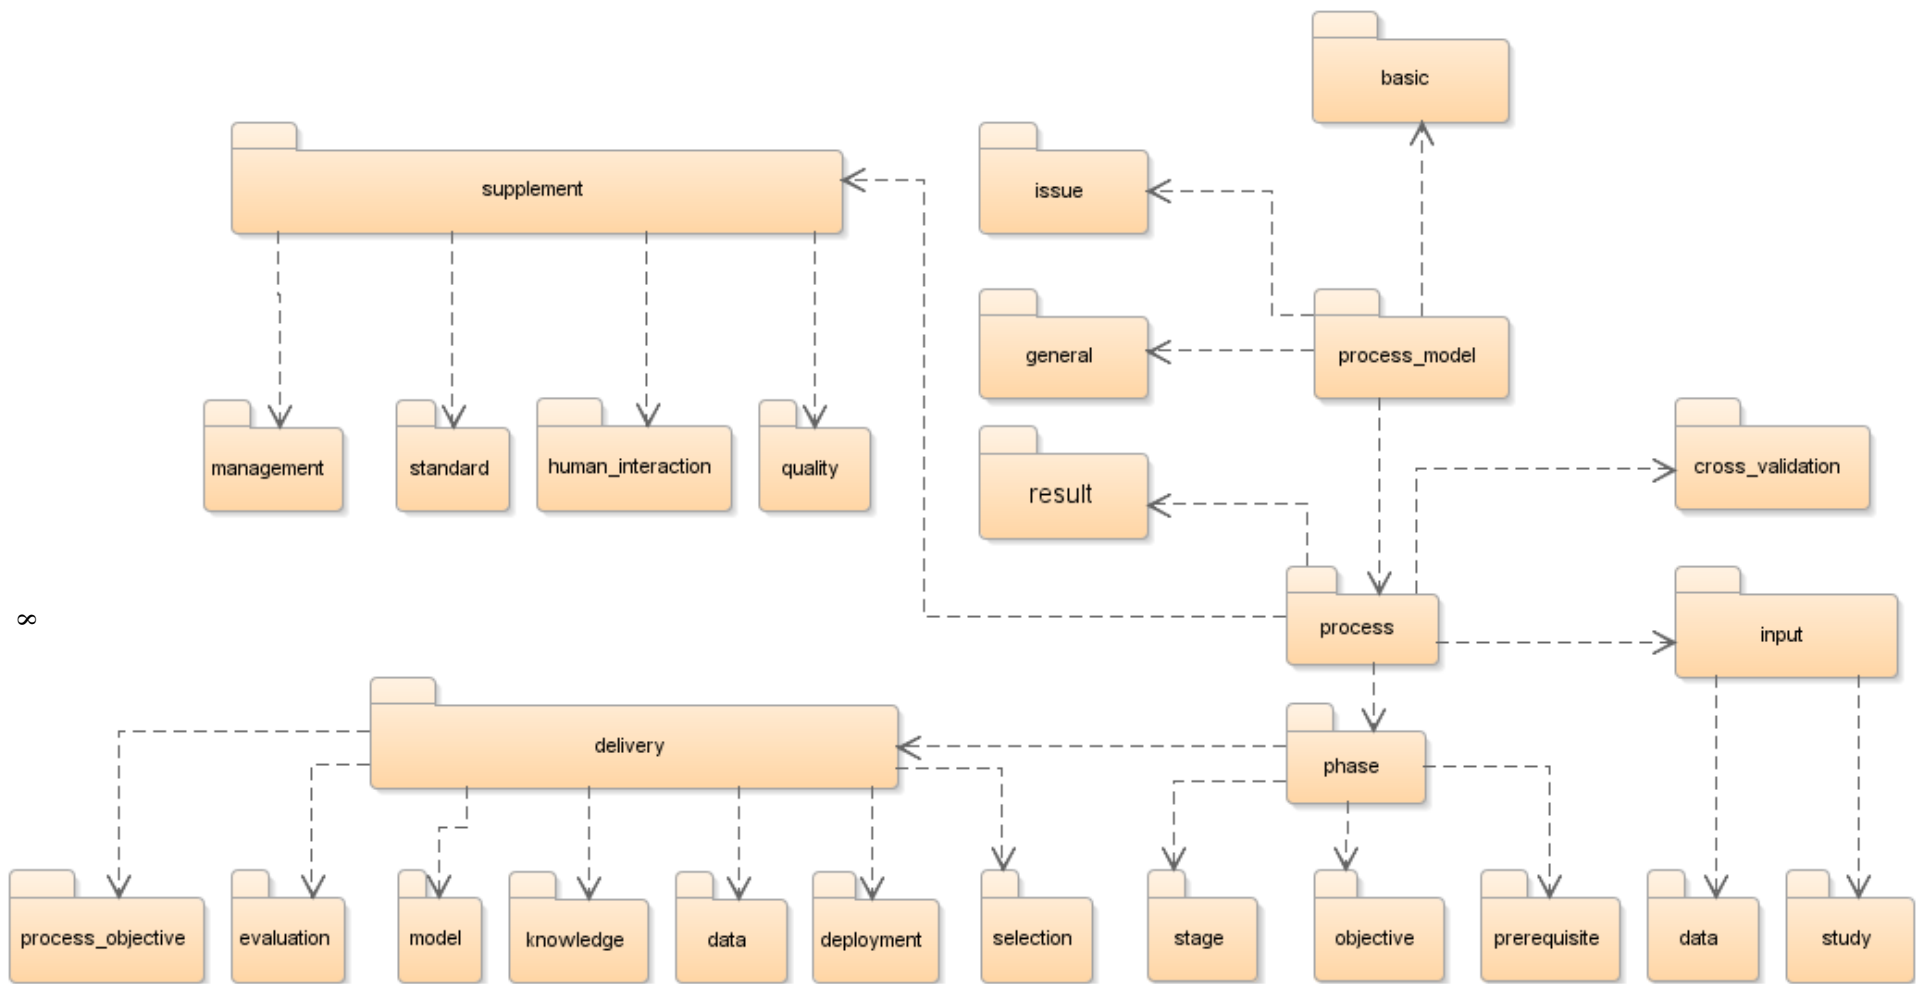 basic
supplement
issue
general
process_model
management
standard
human_interaction
quality
result
cross_validation
∞
process
input
delivery
phase
process_objective
evaluation
model
knowledge
data
deployment
selection
stage
objective
prerequisite
data
study